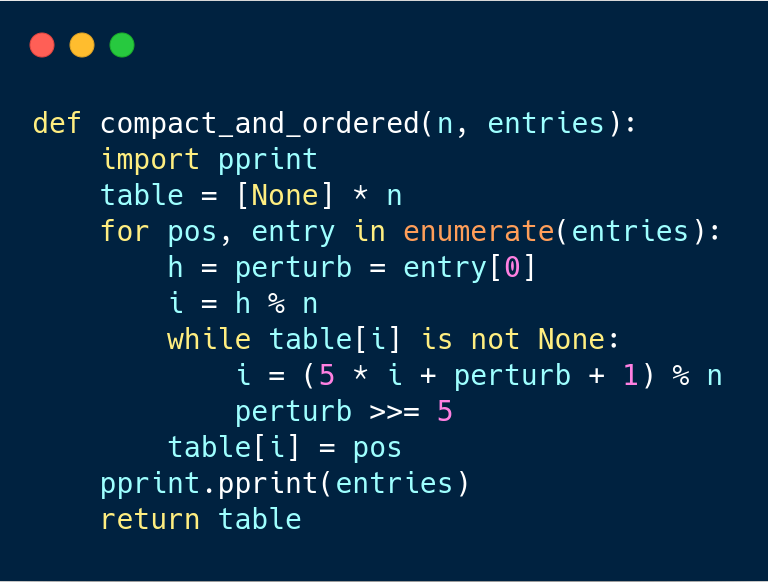 def compact_and_ordered(n, entries):
    import pprint
    table = [None] * n
    for pos, entry in enumerate(entries):
        h = perturb = entry[0]
        i = h % n
        while table[i] is not None:
            i = (5 * i + perturb + 1) % n
            perturb >>= 5
        table[i] = pos
    pprint.pprint(entries)
    return table